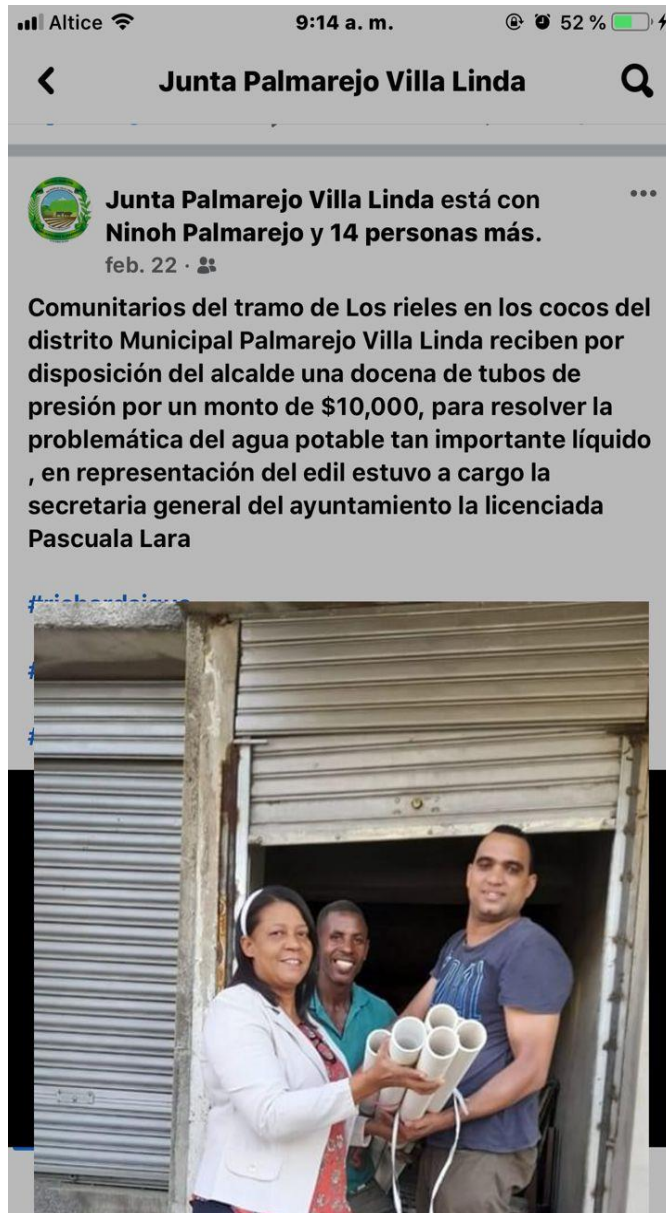 Altice 9:14 a. m. 52 %
Junta Palmarejo Villa Linda
Junta Palmarejo Villa Linda está con
Ninoh Palmarejo y 14 personas más.
feb. 22 ·
Comunitarios del tramo de Los rieles en los cocos del
distrito Municipal Palmarejo Villa Linda reciben por
disposición del alcalde una docena de tubos de
presión por un monto de $10,000, para resolver la
problemática del agua potable tan importante líquido
, en representación del edil estuvo a cargo la
secretaria general del ayuntamiento la licenciada
Pascuala Lara
#
#